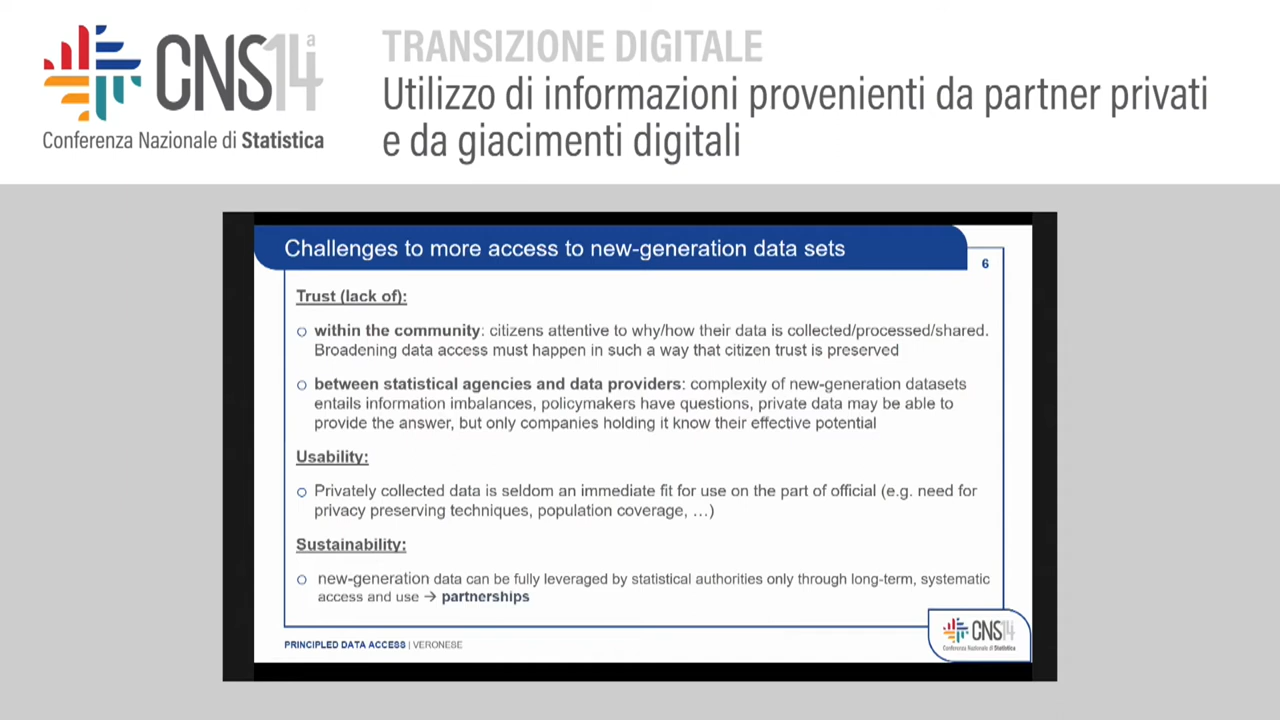 CNS14ª
Conferenza Nazionale di Statistica
TRANSIZIONE DIGITALE
Utilizzo di informazioni provenienti da partner privati
e da giacimenti digitali
Challenges to more access to new-generation data sets
6
Trust (lack of):
within the community: citizens attentive to why/how their data is collected/processed/shared.
Broadening data access must happen in such a way that citizen trust is preserved
between statistical agencies and data providers: complexity of new-generation datasets
entails information imbalances, policymakers have questions, private data may be able to
provide the answer, but only companies holding it know their effective potential
Usability:
Privately collected data is seldom an immediate fit for use on the part of official (e.g. need for
privacy preserving techniques, population coverage, …)
Sustainability:
new-generation data can be fully leveraged by statistical authorities only through long-term, systematic
access and use → partnerships
PRINCIPLED DATA ACCESS | VERONESE
CNS14
Conferenza Nazionale di Statistica